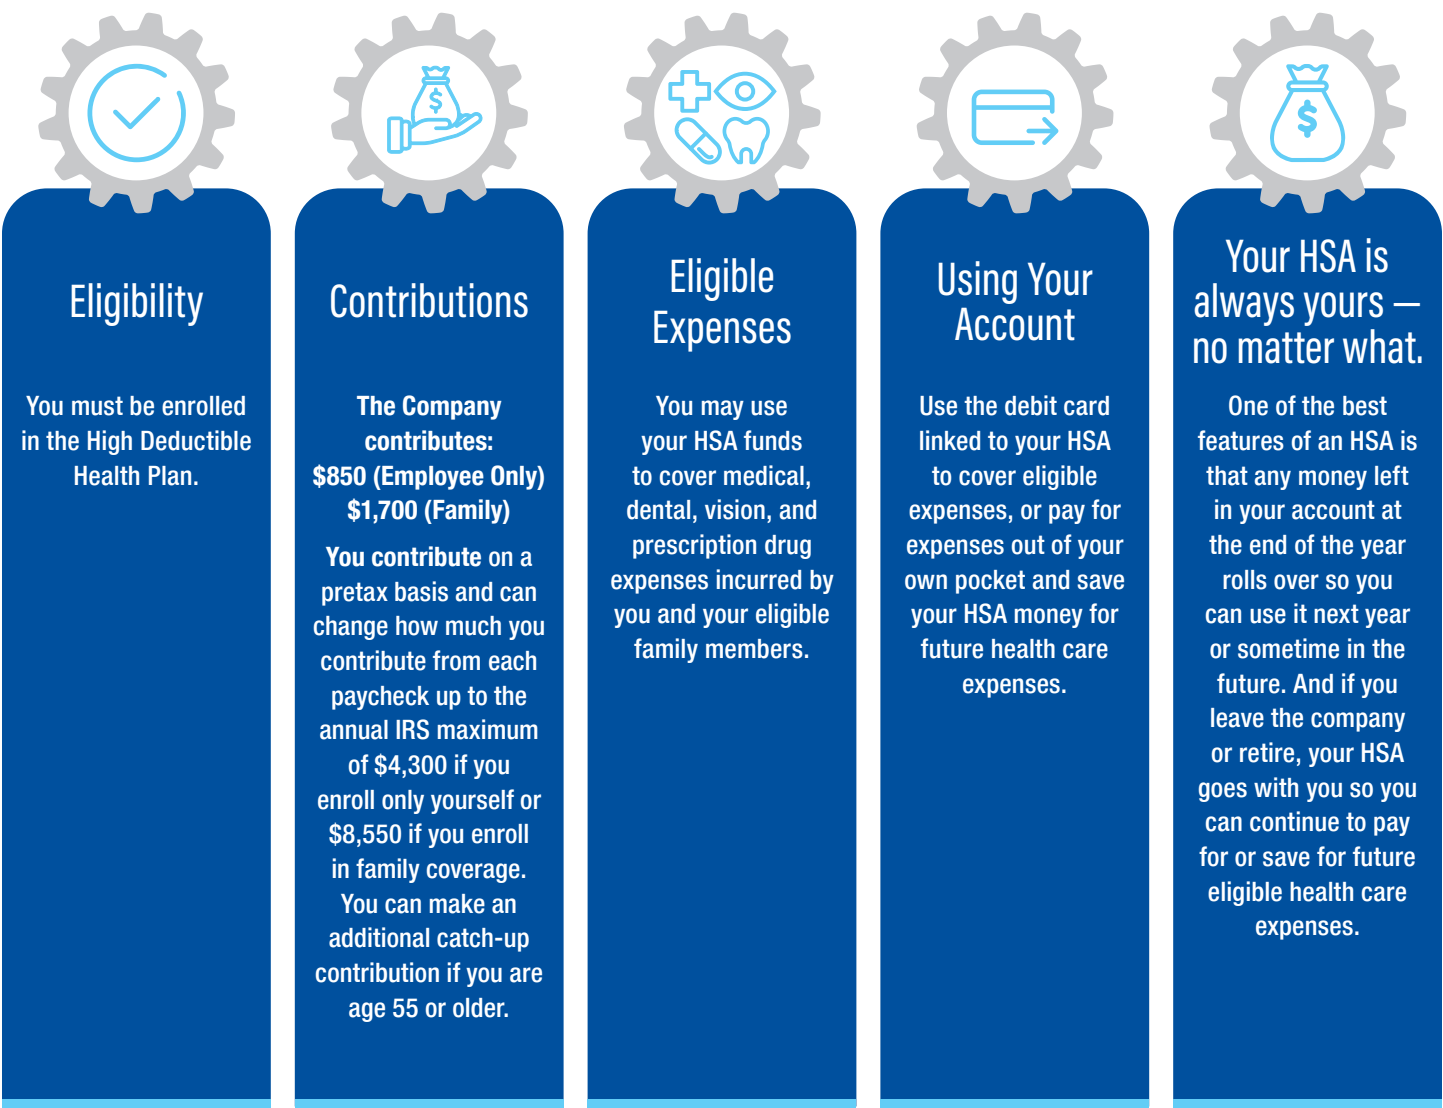 Eligibility
You must be enrolled
in the High Deductible
Health Plan.
$
Contributions
The Company
contributes:
$850 (Employee Only)
$1,700 (Family)
You contribute on a
pretax basis and can
change how much you
contribute from each
paycheck up to the
annual IRS maximum
of $4,300 if you
enroll only yourself or
$8,550 if you enroll
in family coverage.
You can make an
additional catch-up
contribution if you are
age 55 or older.
Eligible
Expenses
You may use
your HSA funds
to cover medical,
dental, vision, and
prescription drug
expenses incurred by
you and your eligible
family members.
Using Your
Account
Use the debit card
linked to your HSA
to cover eligible
expenses, or pay for
expenses out of your
own pocket and save
your HSA money for
future health care
expenses.
$
Your HSA is
always yours —
no matter what.
One of the best
features of an HSA is
that any money left
in your account at
the end of the year
rolls over so you
can use it next year
or sometime in the
future. And if you
leave the company
or retire, your HSA
goes with you so you
can continue to pay
for or save for future
eligible health care
expenses.